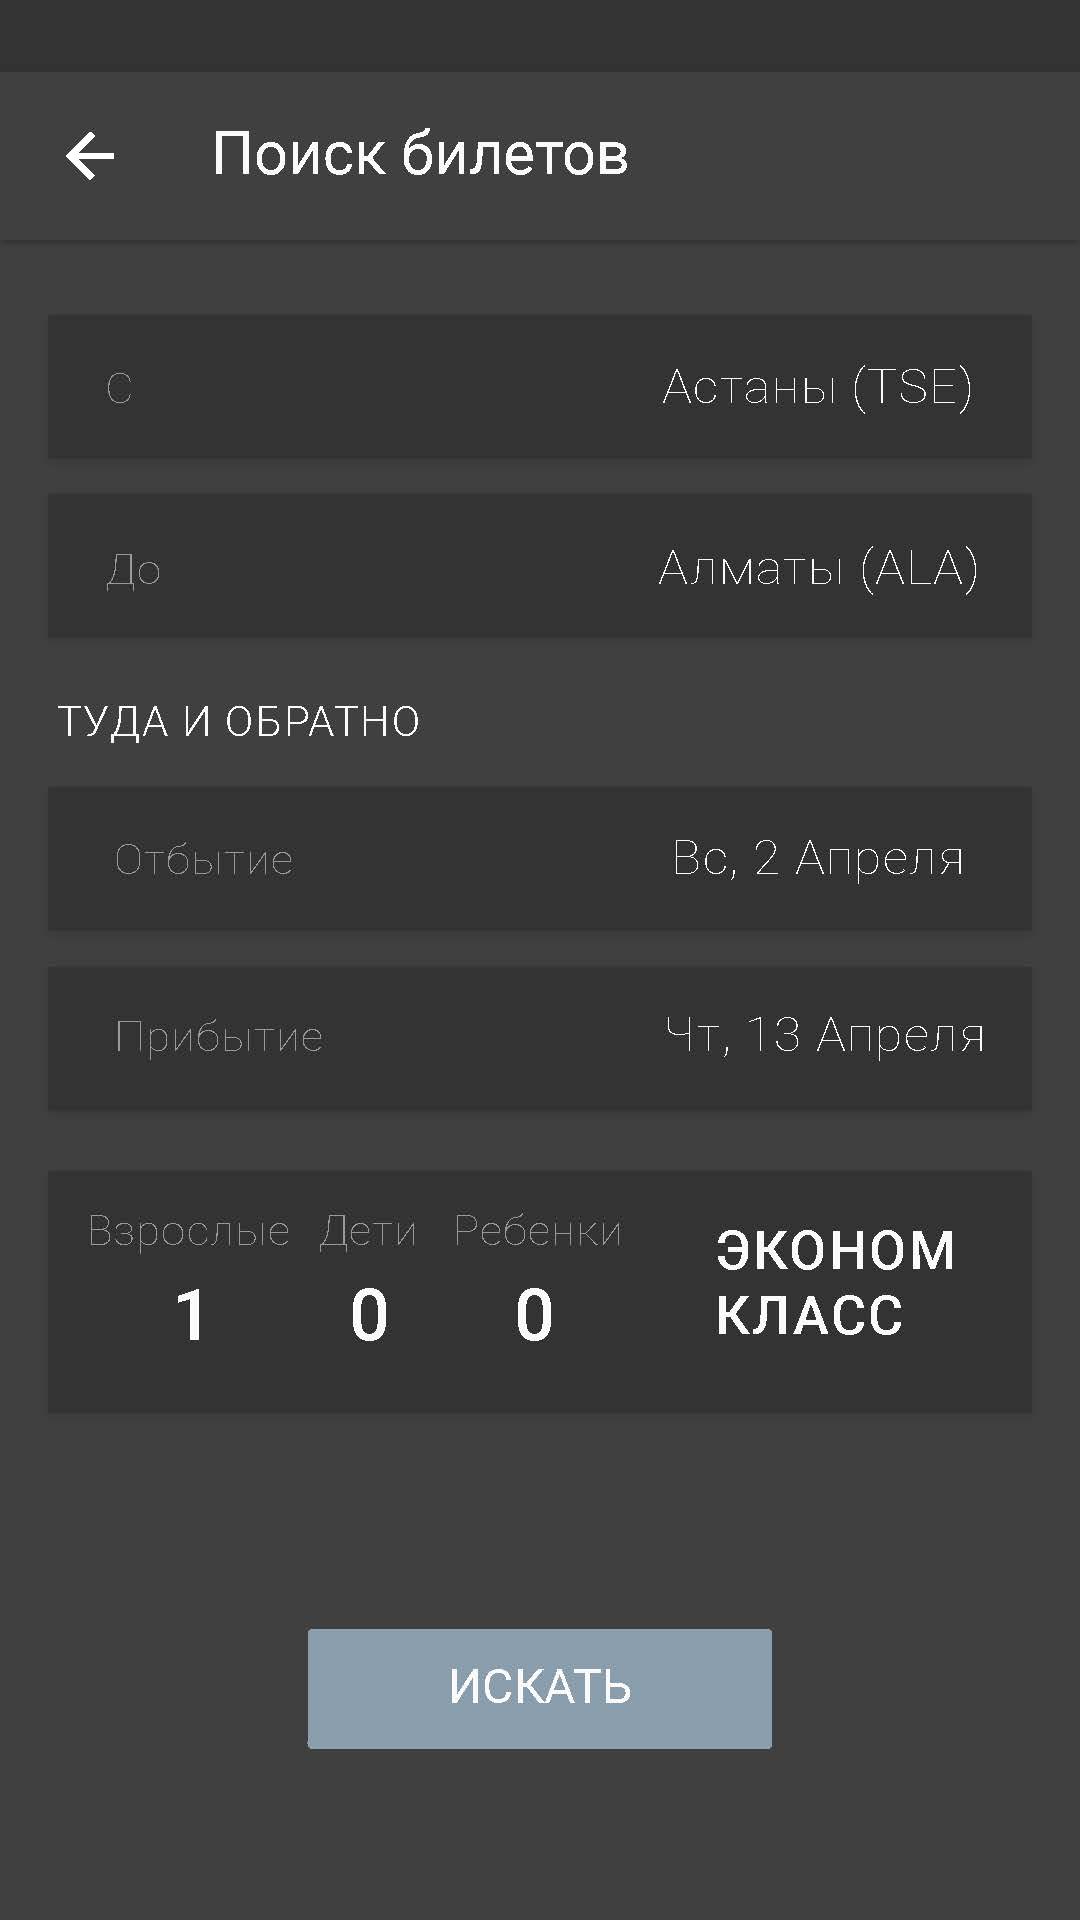 Поиск билетов
С Астаны (TSE)
До Алматы (ALA)
ТУДА И ОБРАТНО
Отбытие Вс, 2 Апреля
Прибытие Чт, 13 Апреля
Взрослые Дети Ребенки
1 0 0
ЭКОНОМ
КЛАСС
ИСКАТЬ